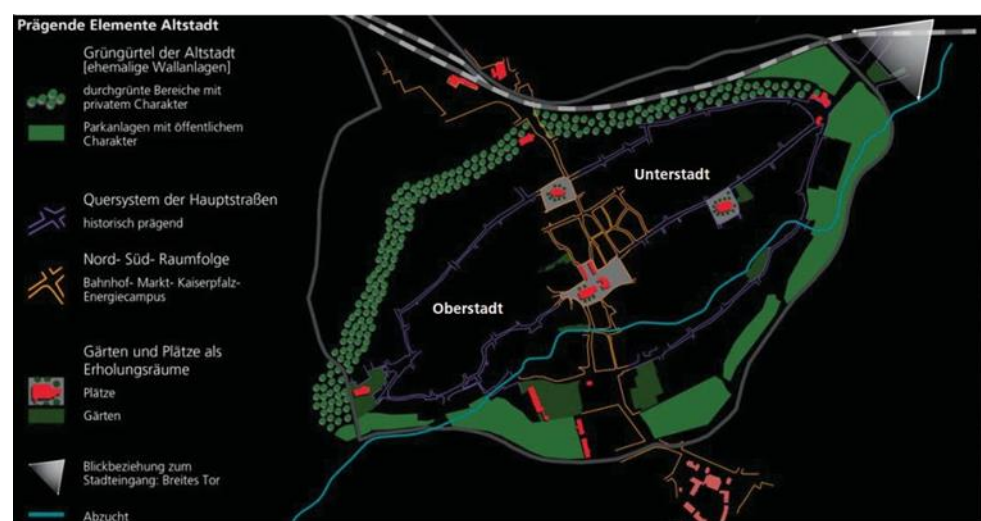 Prägende Elemente Altstadt
Grüngürtel der Altstadt
[ehemalige Wallanlagen]
durchgrünte Bereiche mit
privatem Charakter
Parkanlagen mit öffentlichem
Charakter
Quersystem der Hauptstraßen
historisch prägend
Nord- Süd- Raumfolge
Bahnhof- Markt- Kaiserpfalz-
Energiecampus
Gärten und Plätze als
Erholungsräume
Plätze
Gärten
Blickbeziehung zum
Stadteingang: Breites Tor
Abzucht
Unterstadt
Oberstadt